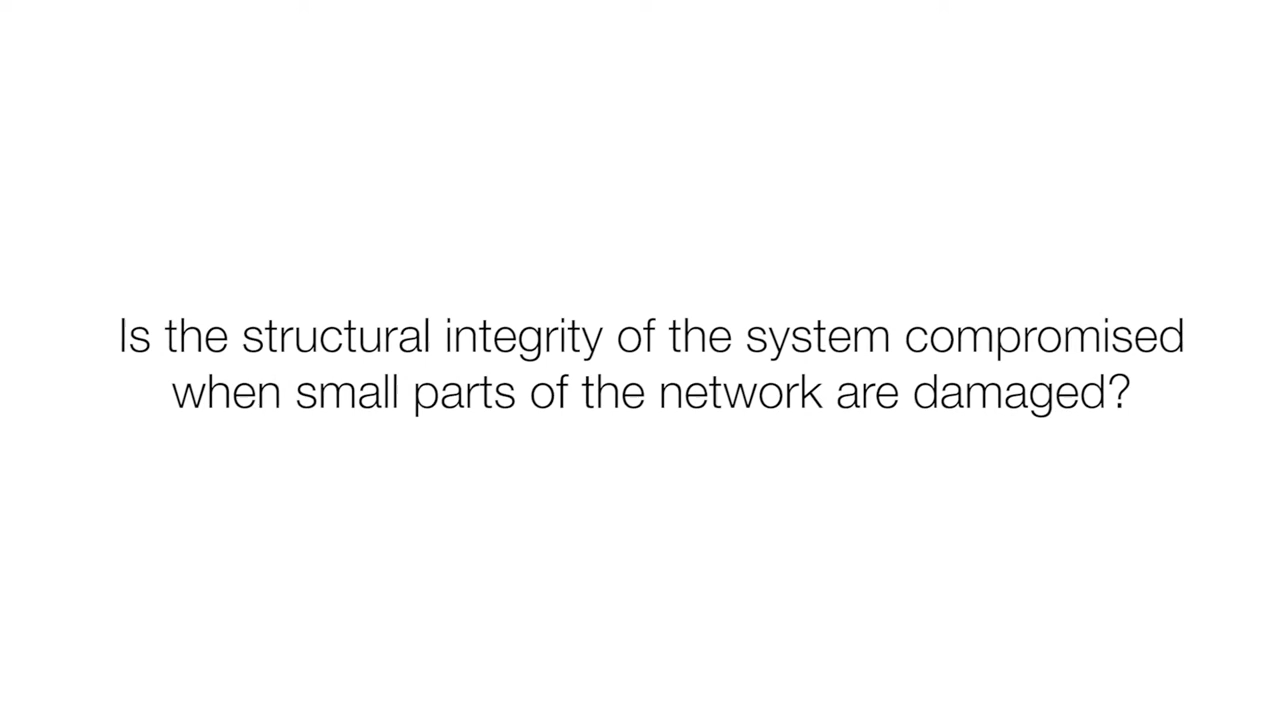 Is the structural integrity of the system compromised
when small parts of the network are damaged?